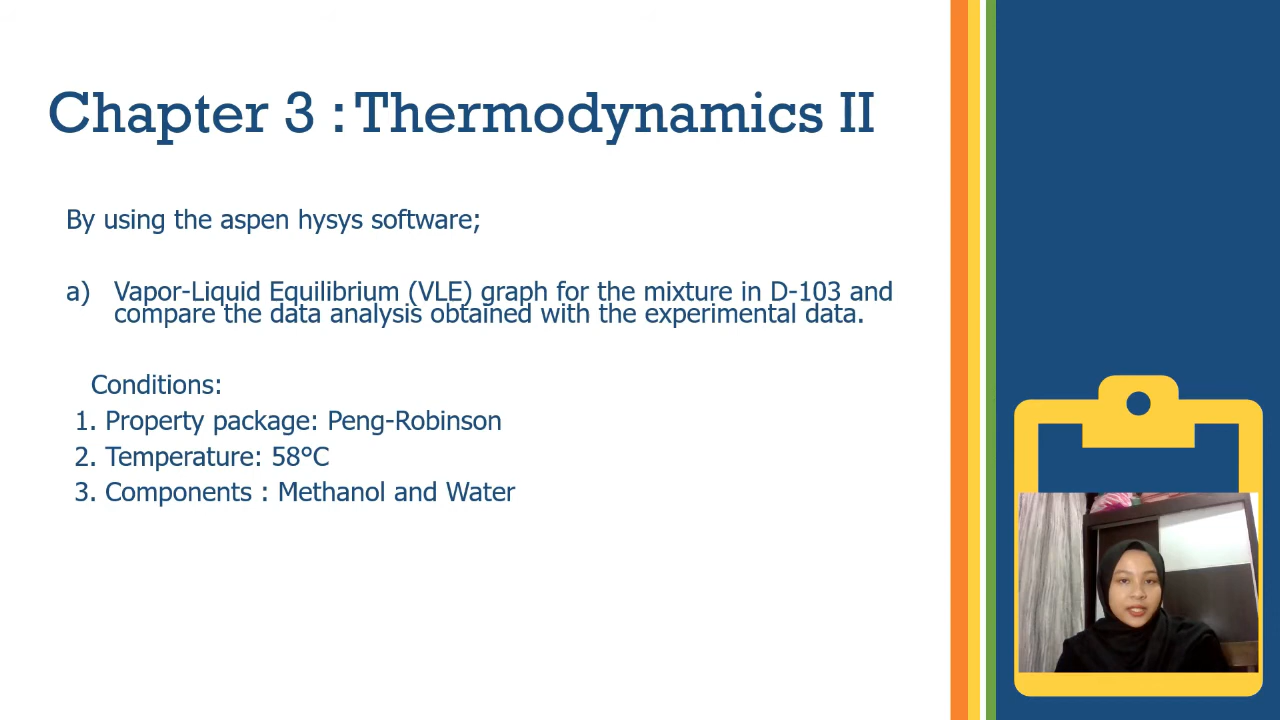 Chapter 3 : Thermodynamics II
By using the aspen hysys software;
a) Vapor-Liquid Equilibrium (VLE) graph for the mixture in D-103 and
compare the data analysis obtained with the experimental data.
Conditions:
1. Property package: Peng-Robinson
2. Temperature: 58°C
3. Components : Methanol and Water